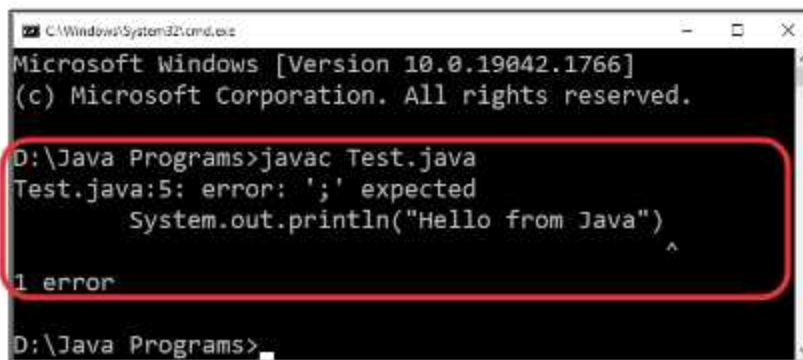 C:\Windows\System32\cmd.exe
Microsoft Windows [Version 10.0.19042.1766]
(c) Microsoft Corporation. All rights reserved.
D:\Java Programs>javac Test.java
Test.java:5: error: ';' expected
System.out.println("Hello from Java")
^
1 error
D:\Java Programs>_